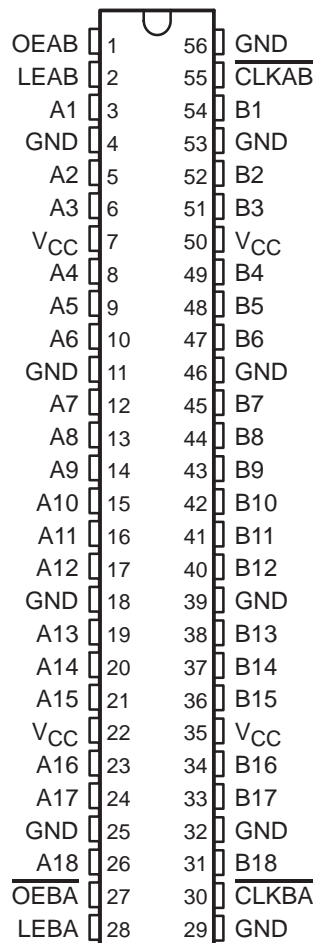 OEAB 1 56 GND
LEAB 2 55 CLKAB
A1 3 54 B1
GND 4 53 GND
A2 5 52 B2
A3 6 51 B3
VCC 7 50 VCC
A4 8 49 B4
A5 9 48 B5
A6 10 47 B6
GND 11 46 GND
A7 12 45 B7
A8 13 44 B8
A9 14 43 B9
A10 15 42 B10
A11 16 41 B11
A12 17 40 B12
GND 18 39 GND
A13 19 38 B13
A14 20 37 B14
A15 21 36 B15
VCC 22 35 VCC
A16 23 34 B16
A17 24 33 B17
GND 25 32 GND
A18 26 31 B18
OEBA 27 30 CLKBA
LEBA 28 29 GND